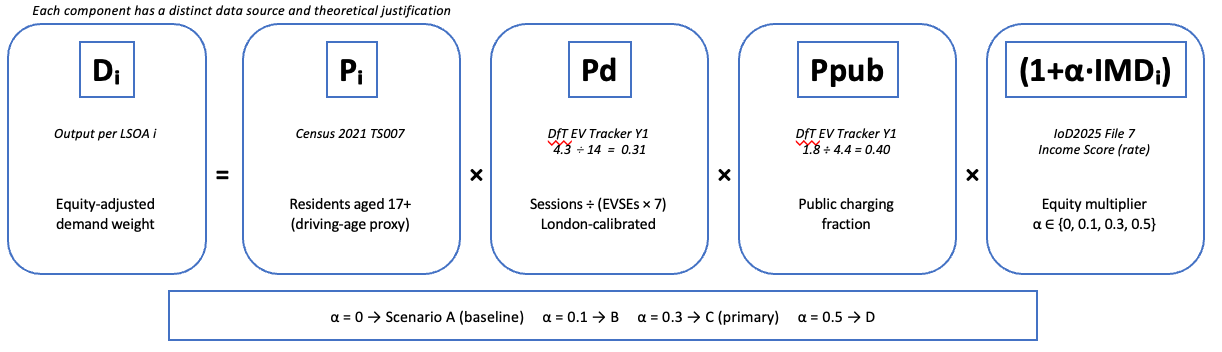 Each component has a distinct data source and theoretical justification
Dᵢ
Output per LSOA i
Equity-adjusted
demand weight
=
Pᵢ
Census 2021 TS007
Residents aged 17+
(driving-age proxy)
×
Pd
DfT EV Tracker Y1
4.3 ÷ 14 = 0.31
Sessions ÷ (EVSEs × 7)
London-calibrated
×
Ppub
DfT EV Tracker Y1
1.8 ÷ 4.4 = 0.40
Public charging
fraction
×
(1+α·IMDᵢ)
IoD2025 File 7
Income Score (rate)
Equity multiplier
α ∈ {0, 0.1, 0.3, 0.5}
α = 0 → Scenario A (baseline) α = 0.1 → B α = 0.3 → C (primary) α = 0.5 → D